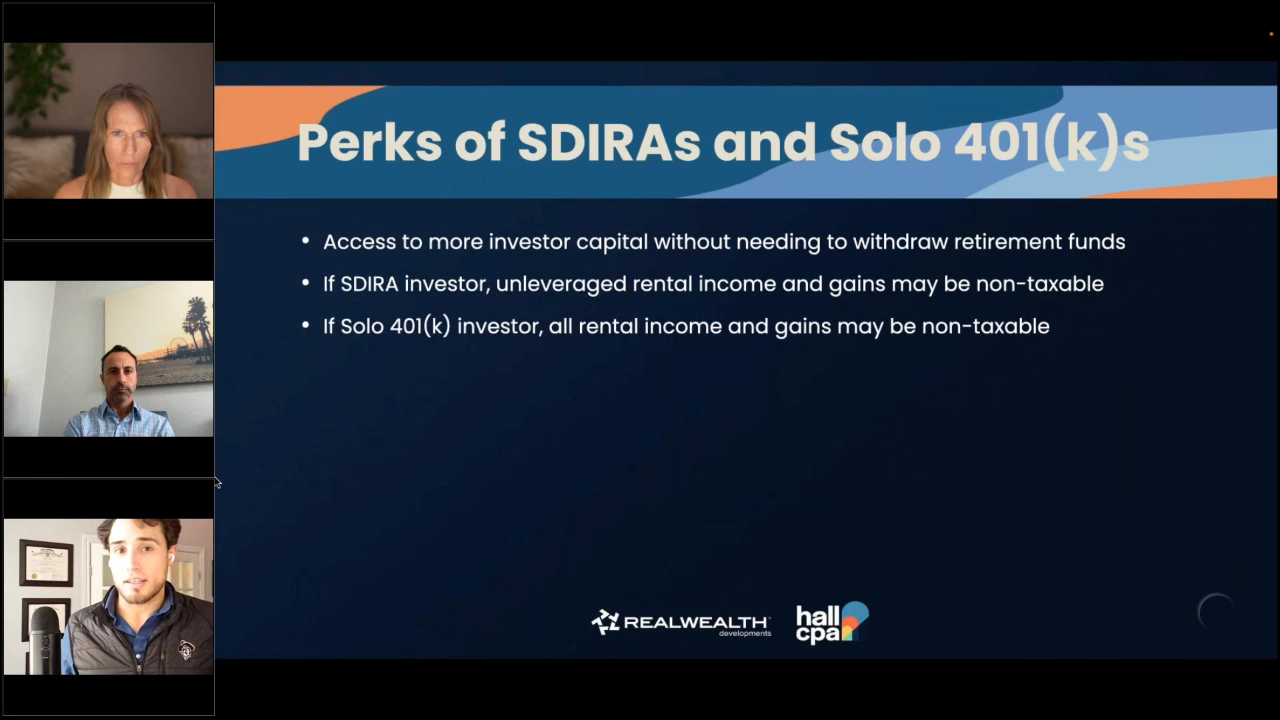 Perks of SDIRAs and Solo 401(k)s
• Access to more investor capital without needing to withdraw retirement funds
• If SDIRA investor, unleveraged rental income and gains may be non-taxable
• If Solo 401(k) investor, all rental income and gains may be non-taxable
REALWEALTH
developments
hall
cpa